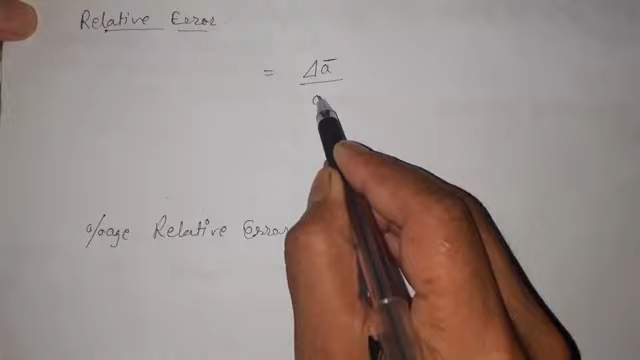 Relative Error
= Δā
%age Relative Error